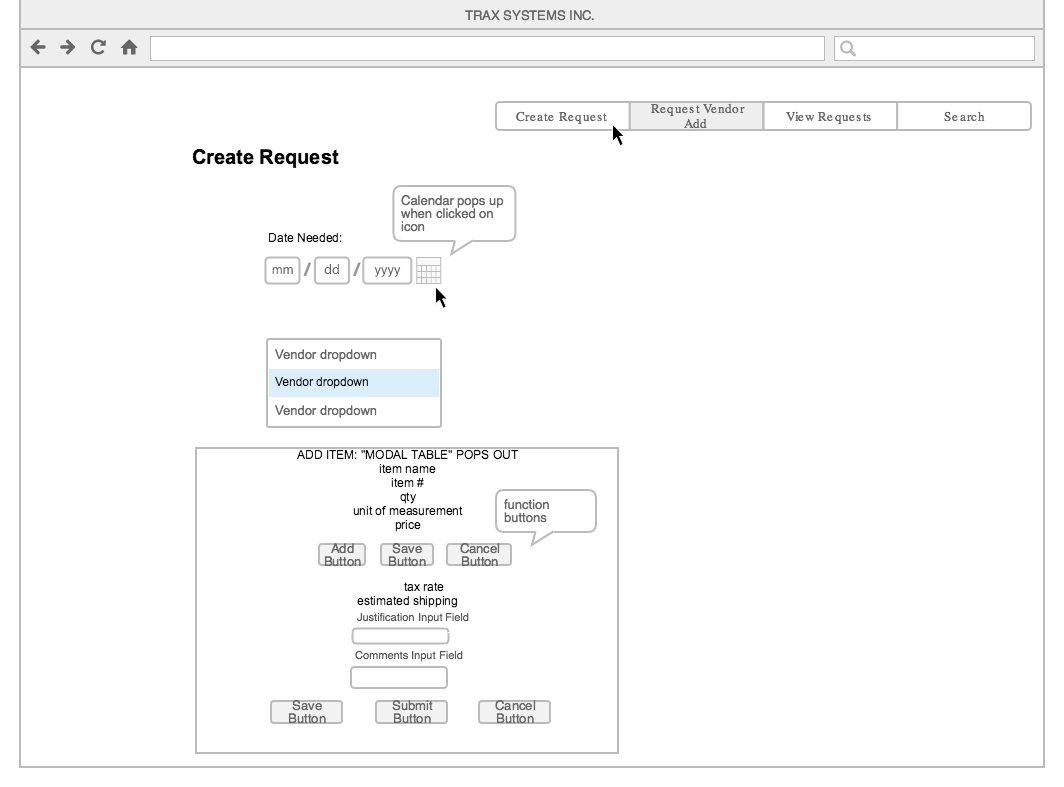 TRAX SYSTEMS INC.
Create Request
Request Vendor
Add
View Requests
Search
Create Request
Calendar pops up
when clicked on
icon
Date Needed:
mm / dd / yyyy
Vendor dropdown
Vendor dropdown
Vendor dropdown
ADD ITEM: "MODAL TABLE" POPS OUT
item name
item #
qty
unit of measurement
price
function
buttons
Add
Button
Save
Button
Cancel
Button
tax rate
estimated shipping
Justification Input Field
Comments Input Field
Save
Button
Submit
Button
Cancel
Button